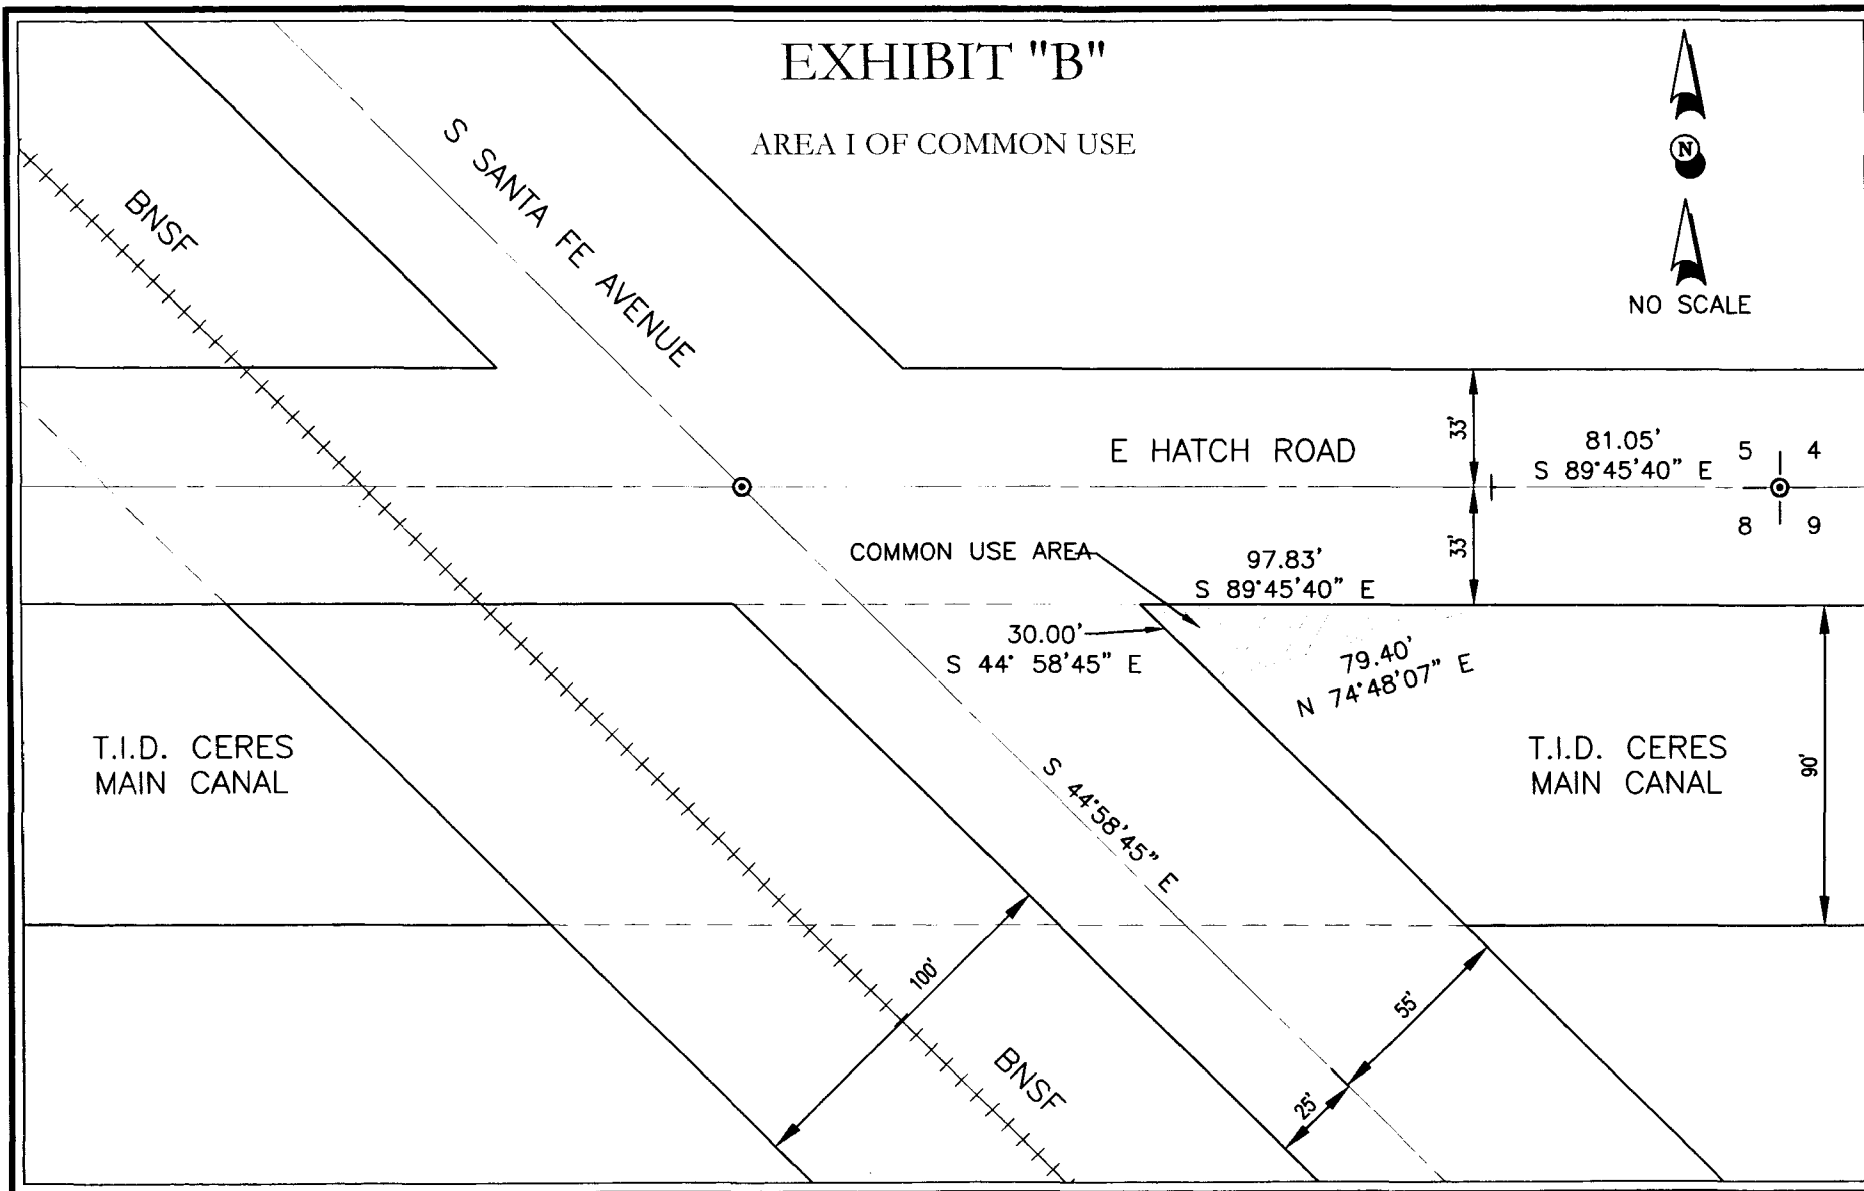 EXHIBIT "B"
AREA I OF COMMON USE
N
NO SCALE
BNSF
S SANTA FE AVENUE
E HATCH ROAD
33'
81.05'
S 89°45'40" E
5 4
8 9
33'
COMMON USE AREA
97.83'
S 89°45'40" E
30.00'
S 44° 58'45" E
79.40'
N 74°48'07" E
T.I.D. CERES
MAIN CANAL
S 44°58'45" E
T.I.D. CERES
MAIN CANAL
90'
100'
55'
BNSF
25'